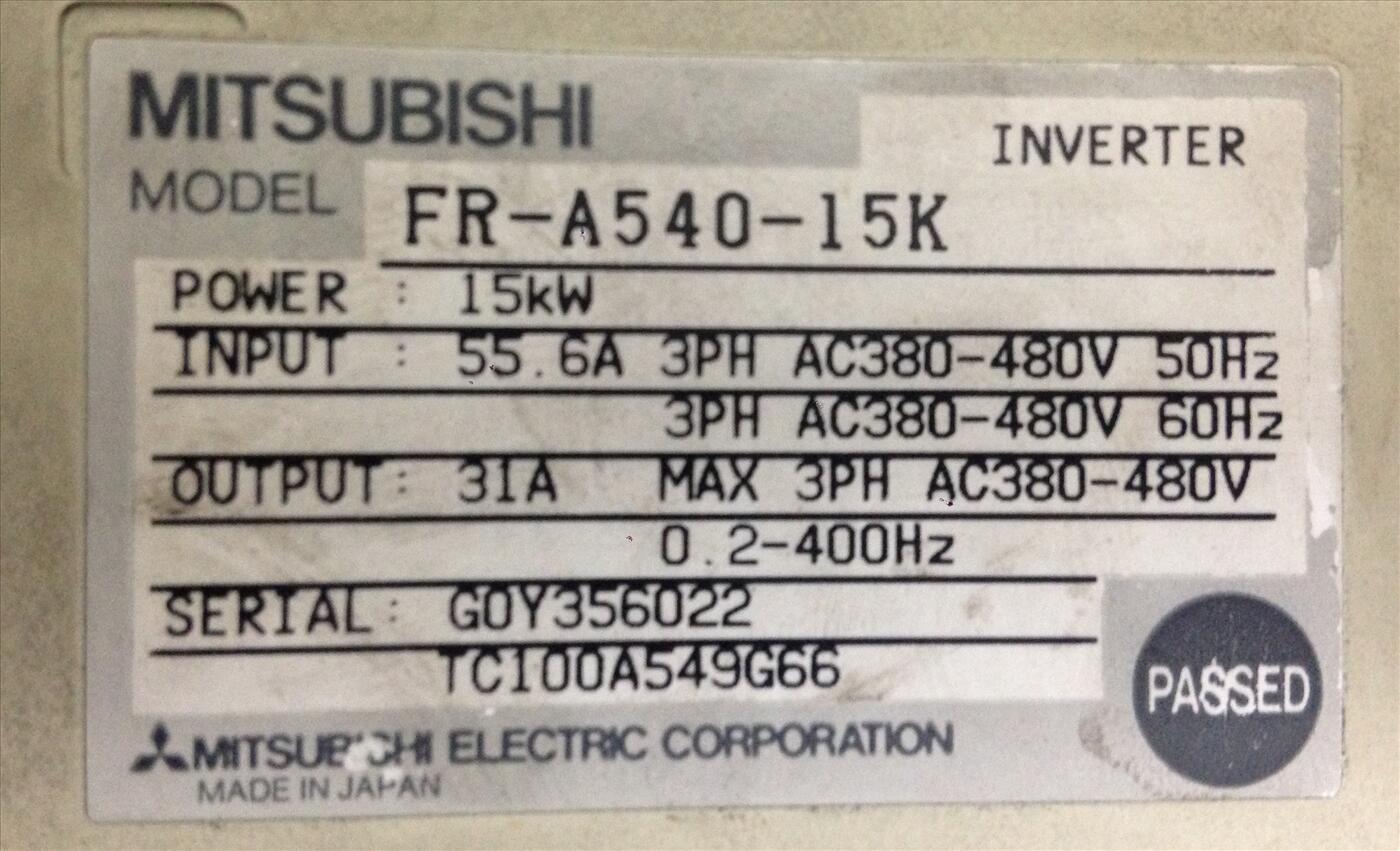 MITSUBISHI
INVERTER
MODEL FR-A540-15K
POWER : 15kW
INPUT : 55.6A 3PH AC380-480V 50Hz
3PH AC380-480V 60Hz
OUTPUT: 31A MAX 3PH AC380-480V
0.2-400Hz
SERIAL: G0Y356022
TC100A549G66
PASSED
MITSUBISHI ELECTRIC CORPORATION
MADE IN JAPAN